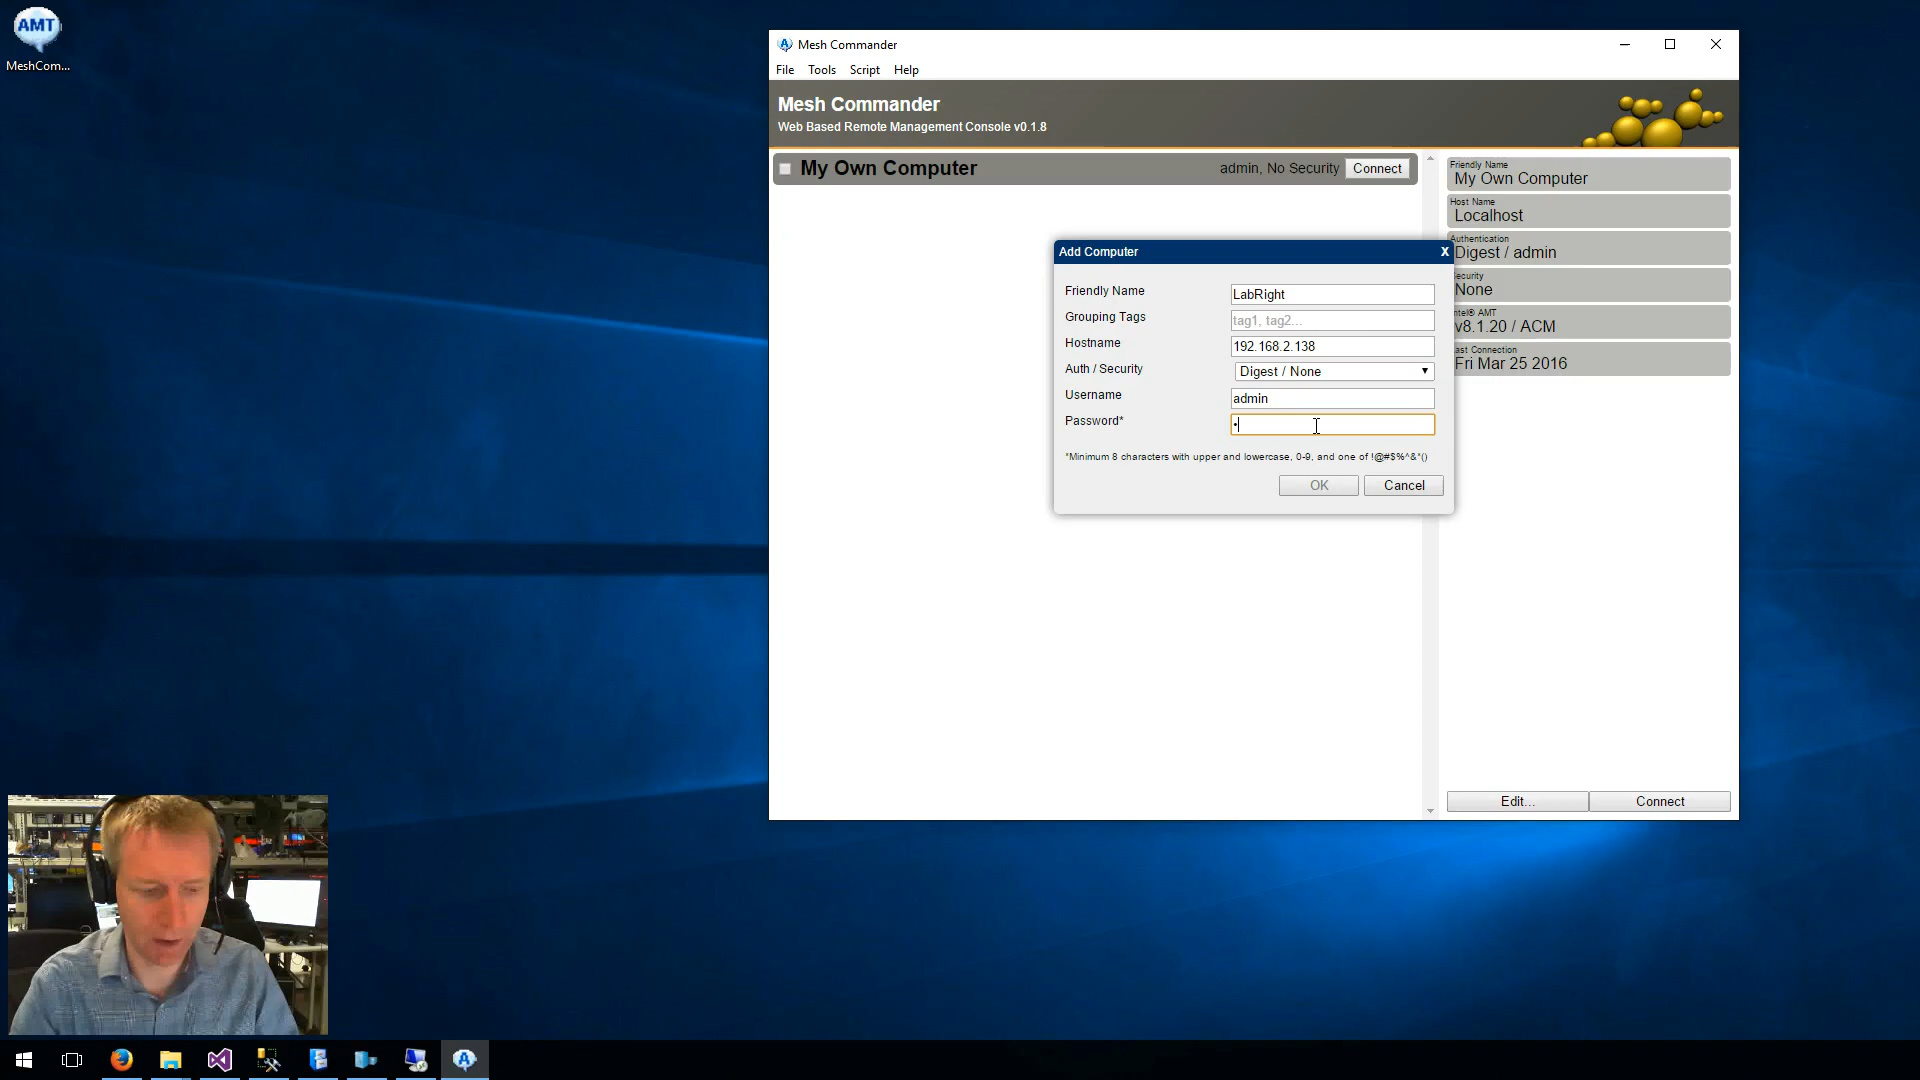 AMT
MeshCom...
Mesh Commander
File Tools Script Help
Mesh Commander
Web Based Remote Management Console v0.1.8
My Own Computer admin, No Security Connect
Friendly Name
My Own Computer
Host Name
Localhost
Authentication
Digest / admin
ecurity
None
ntel® AMT
v8.1.20 / ACM
ast Connection
Fri Mar 25 2016
Add Computer X
Friendly Name LabRight
Grouping Tags tag1, tag2...
Hostname 192.168.2.138
Auth / Security Digest / None
Username admin
Password*
*Minimum 8 characters with upper and lowercase, 0-9, and one of !@#$%^&*()
OK Cancel
Edit... Connect